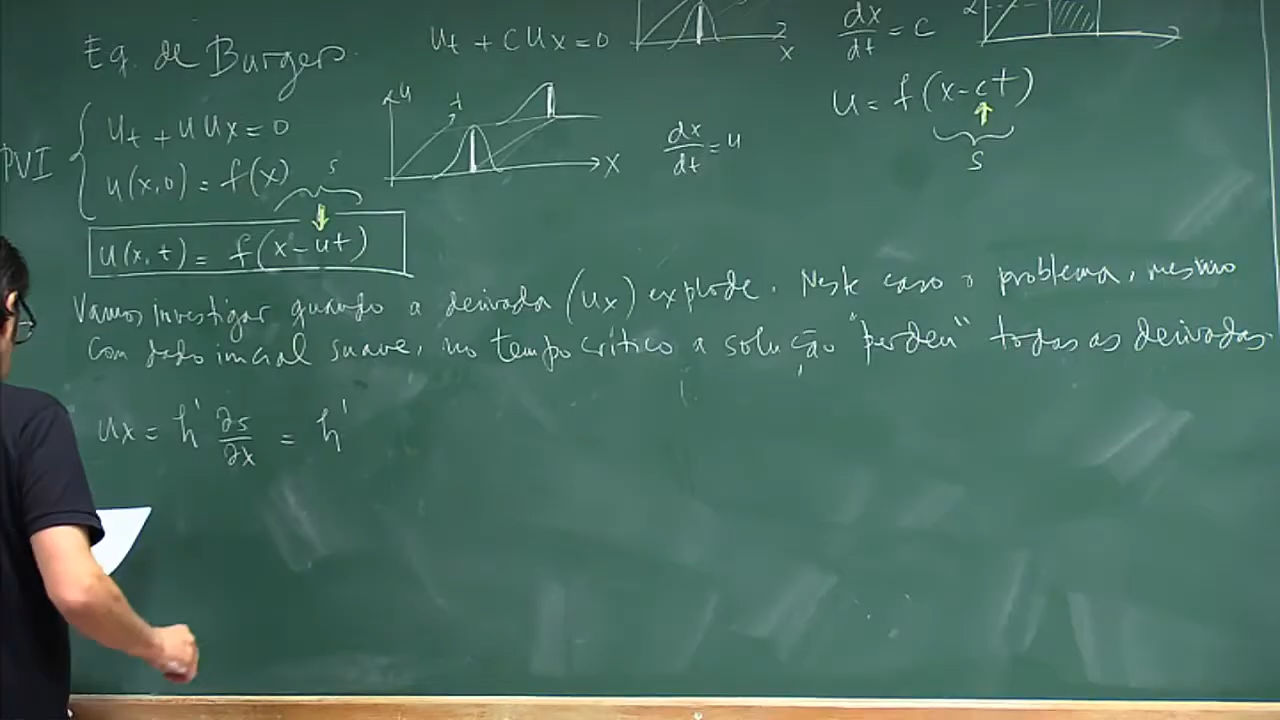 Eq. de Burgers.
PVI
u_t + u u_x = 0
u(x,0) = f(x)
s
u(x,t) = f(x-ut)
u
t
x
dx/dt = u
u_t + c u_x = 0
x
dx/dt = c
u = f(x-ct)
s
Vamos investigar quando a derivada (u_x) explode. Neste caso o problema, mesmo
com dado inicial suave, no tempo crítico a solução "perdeu" todas as derivadas.
u_x = h' ∂s/∂x = h'